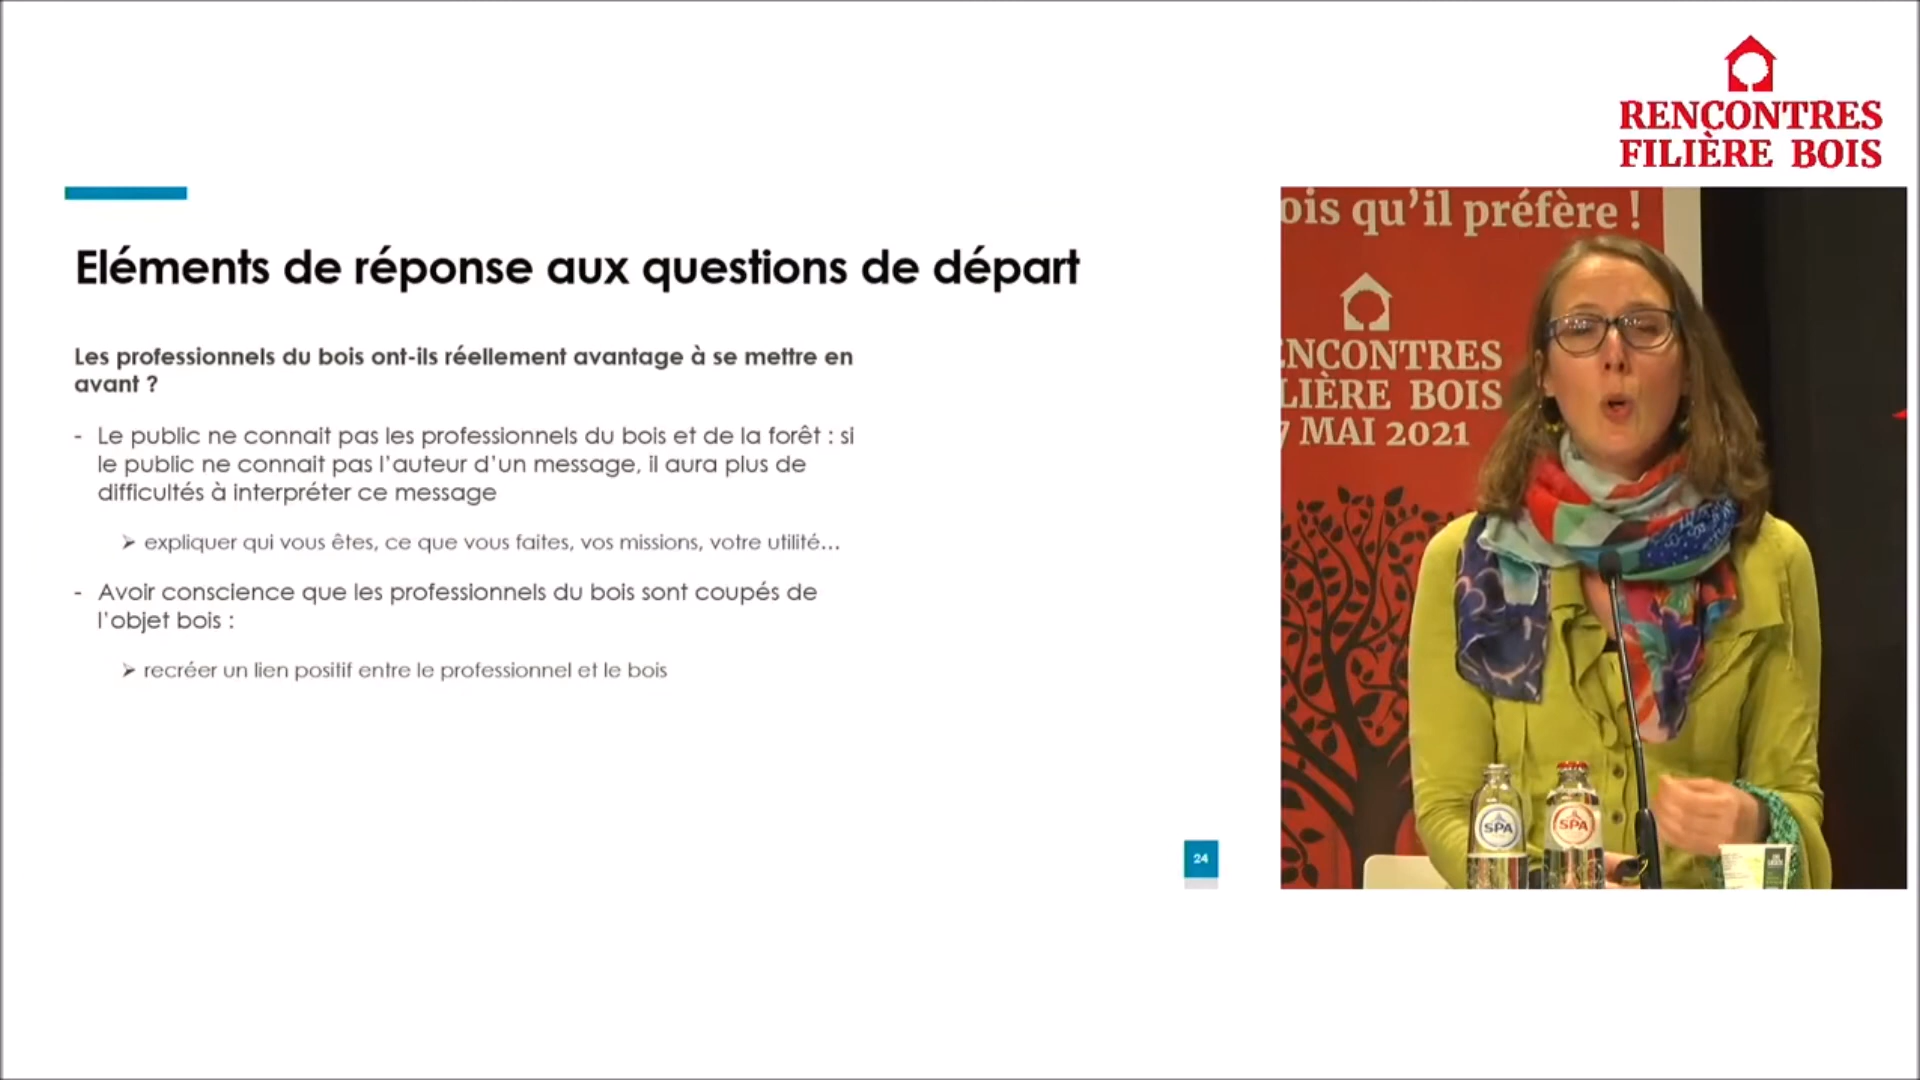 RENCONTRES
FILIÈRE BOIS
Eléments de réponse aux questions de départ
Les professionnels du bois ont-ils réellement avantage à se mettre en
avant ?
- Le public ne connait pas les professionnels du bois et de la forêt : si
le public ne connait pas l'auteur d'un message, il aura plus de
difficultés à interpréter ce message
➢ expliquer qui vous êtes, ce que vous faites, vos missions, votre utilité...
- Avoir conscience que les professionnels du bois sont coupés de
l'objet bois :
➢ recréer un lien positif entre le professionnel et le bois
24
ois qu'il préfère !
ENCONTRES
LIÈRE BOIS
7 MAI 2021
SPA
SPA